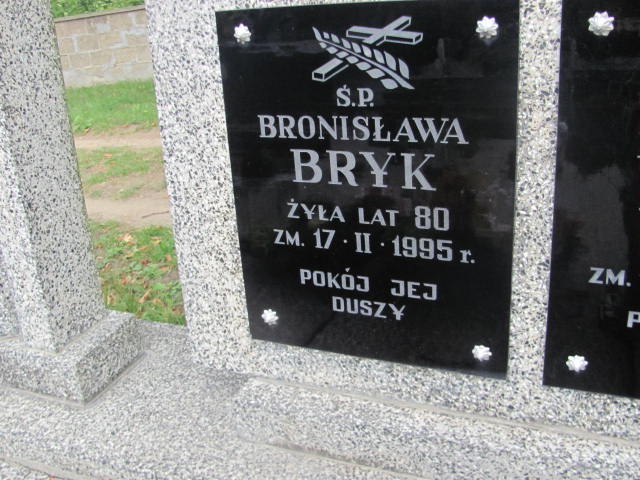 Ś.P.
BRONISŁAWA
BRYK
ŻYŁA LAT 80
ZM. 17·II·1995 r.
POKÓJ JEJ
DUSZY
ZM.